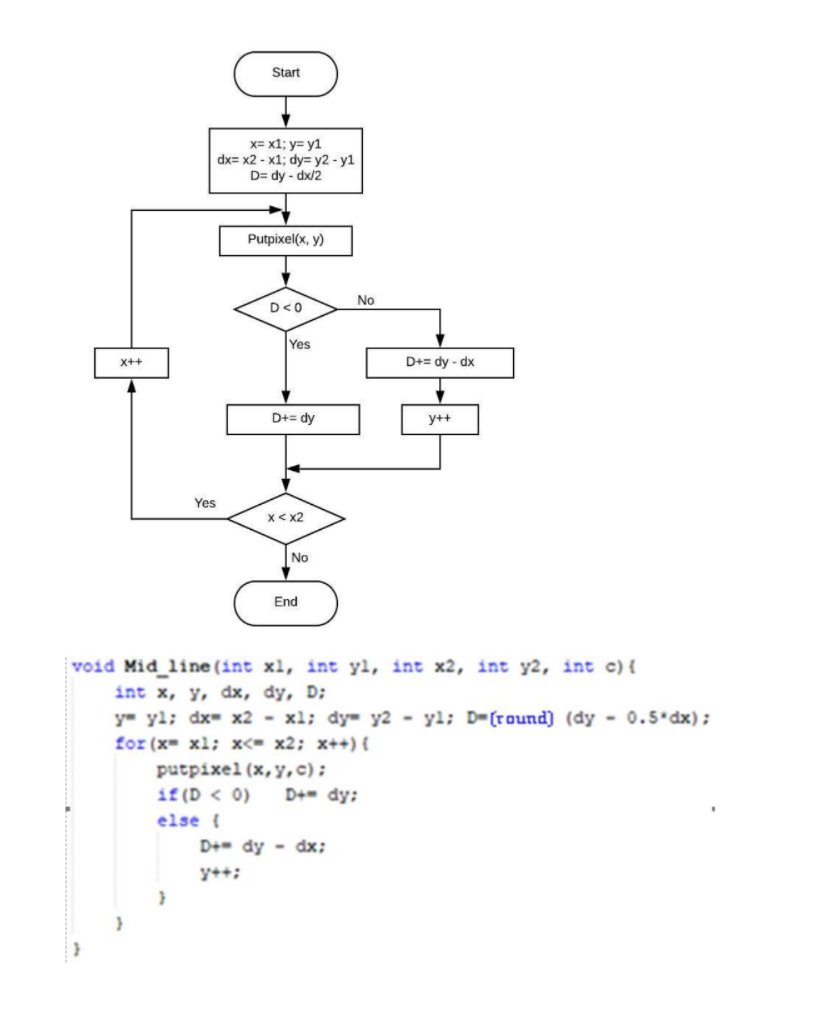 Start
x= x1; y= y1
dx= x2 - x1; dy= y2 - y1
D= dy - dx/2
Putpixel(x, y)
D < 0
No
Yes
x++
D+= dy - dx
D+= dy
y++
Yes
x < x2
No
End
void Mid_line(int x1, int y1, int x2, int y2, int c){
int x, y, dx, dy, D;
y= y1; dx= x2 - x1; dy= y2 - y1; D=(round) (dy - 0.5*dx);
for(x= x1; x<= x2; x++){
putpixel(x,y,c);
if(D < 0) D+= dy;
else {
D+= dy - dx;
y++;
}
}
}